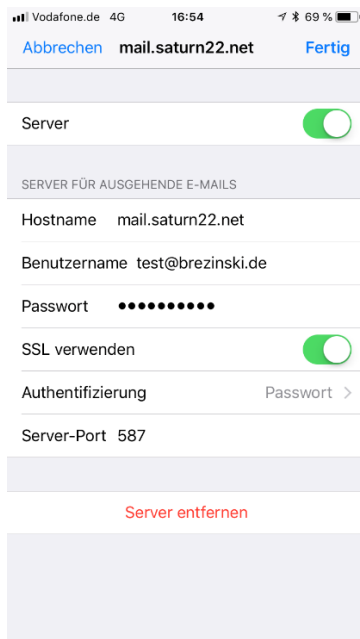 Vodafone.de 4G 16:54 69 %
Abbrechen mail.saturn22.net Fertig
Server
SERVER FÜR AUSGEHENDE E-MAILS
Hostname mail.saturn22.net
Benutzername test@brezinski.de
Passwort ●●●●●●●●●●
SSL verwenden
Authentifizierung Passwort >
Server-Port 587
Server entfernen